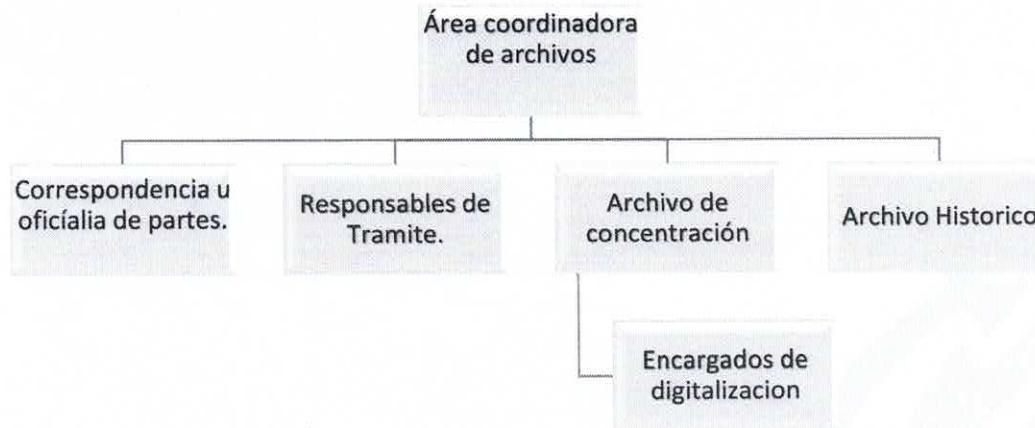 Área coordinadora
de archivos
Correspondencia u
oficíalia de partes.
Responsables de
Tramite.
Archivo de
concentración
Archivo Historico
Encargados de
digitalizacion